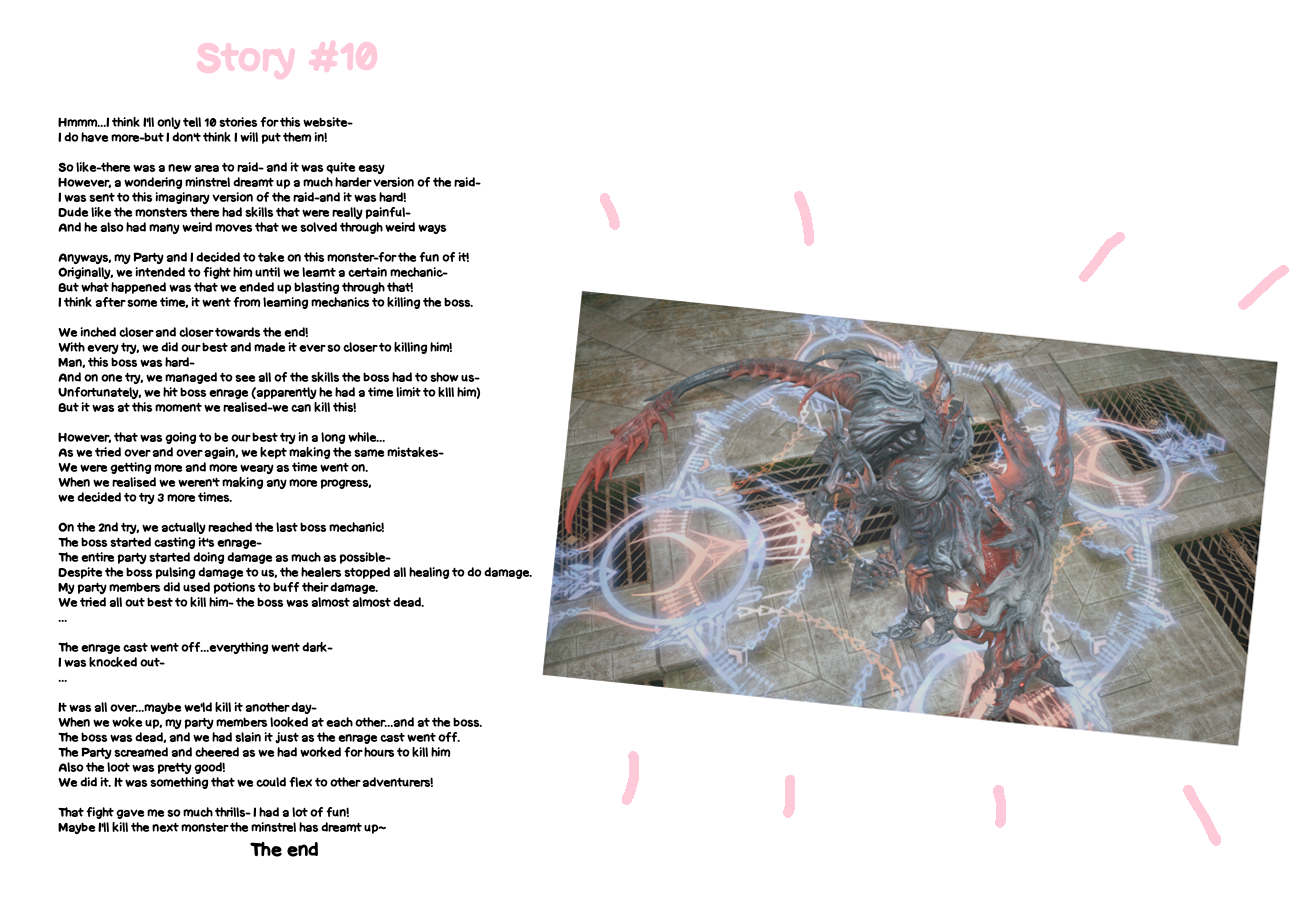 Story #10
Hmmm...I think I'll only tell 10 stories for this website-
I do have more-but I don't think I will put them in!
So like-there was a new area to raid- and it was quite easy
However, a wondering minstrel dreamt up a much harder version of the raid-
I was sent to this imaginary version of the raid-and it was hard!
Dude like the monsters there had skills that were really painful-
And he also had many weird moves that we solved through weird ways
Anyways, my Party and I decided to take on this monster-for the fun of it!
Originally, we intended to fight him until we learnt a certain mechanic-
But what happened was that we ended up blasting through that!
I think after some time, it went from learning mechanics to killing the boss.
We inched closer and closer towards the end!
With every try, we did our best and made it ever so closer to killing him!
Man, this boss was hard-
And on one try, we managed to see all of the skills the boss had to show us-
Unfortunately, we hit boss enrage (apparently he had a time limit to kill him)
But it was at this moment we realised-we can kill this!
However, that was going to be our best try in a long while...
As we tried over and over again, we kept making the same mistakes-
We were getting more and more weary as time went on.
When we realised we weren't making any more progress,
we decided to try 3 more times.
On the 2nd try, we actually reached the last boss mechanic!
The boss started casting it's enrage-
The entire party started doing damage as much as possible-
Despite the boss pulsing damage to us, the healers stopped all healing to do damage.
My party members did used potions to buff their damage.
We tried all out best to kill him- the boss was almost almost dead.
...
The enrage cast went off...everything went dark-
I was knocked out-
...
It was all over...maybe we'ld kill it another day-
When we woke up, my party members looked at each other...and at the boss.
The boss was dead, and we had slain it just as the enrage cast went off.
The Party screamed and cheered as we had worked for hours to kill him
Also the loot was pretty good!
We did it. It was something that we could flex to other adventurers!
That fight gave me so much thrills- I had a lot of fun!
Maybe I'll kill the next monster the minstrel has dreamt up~
The end